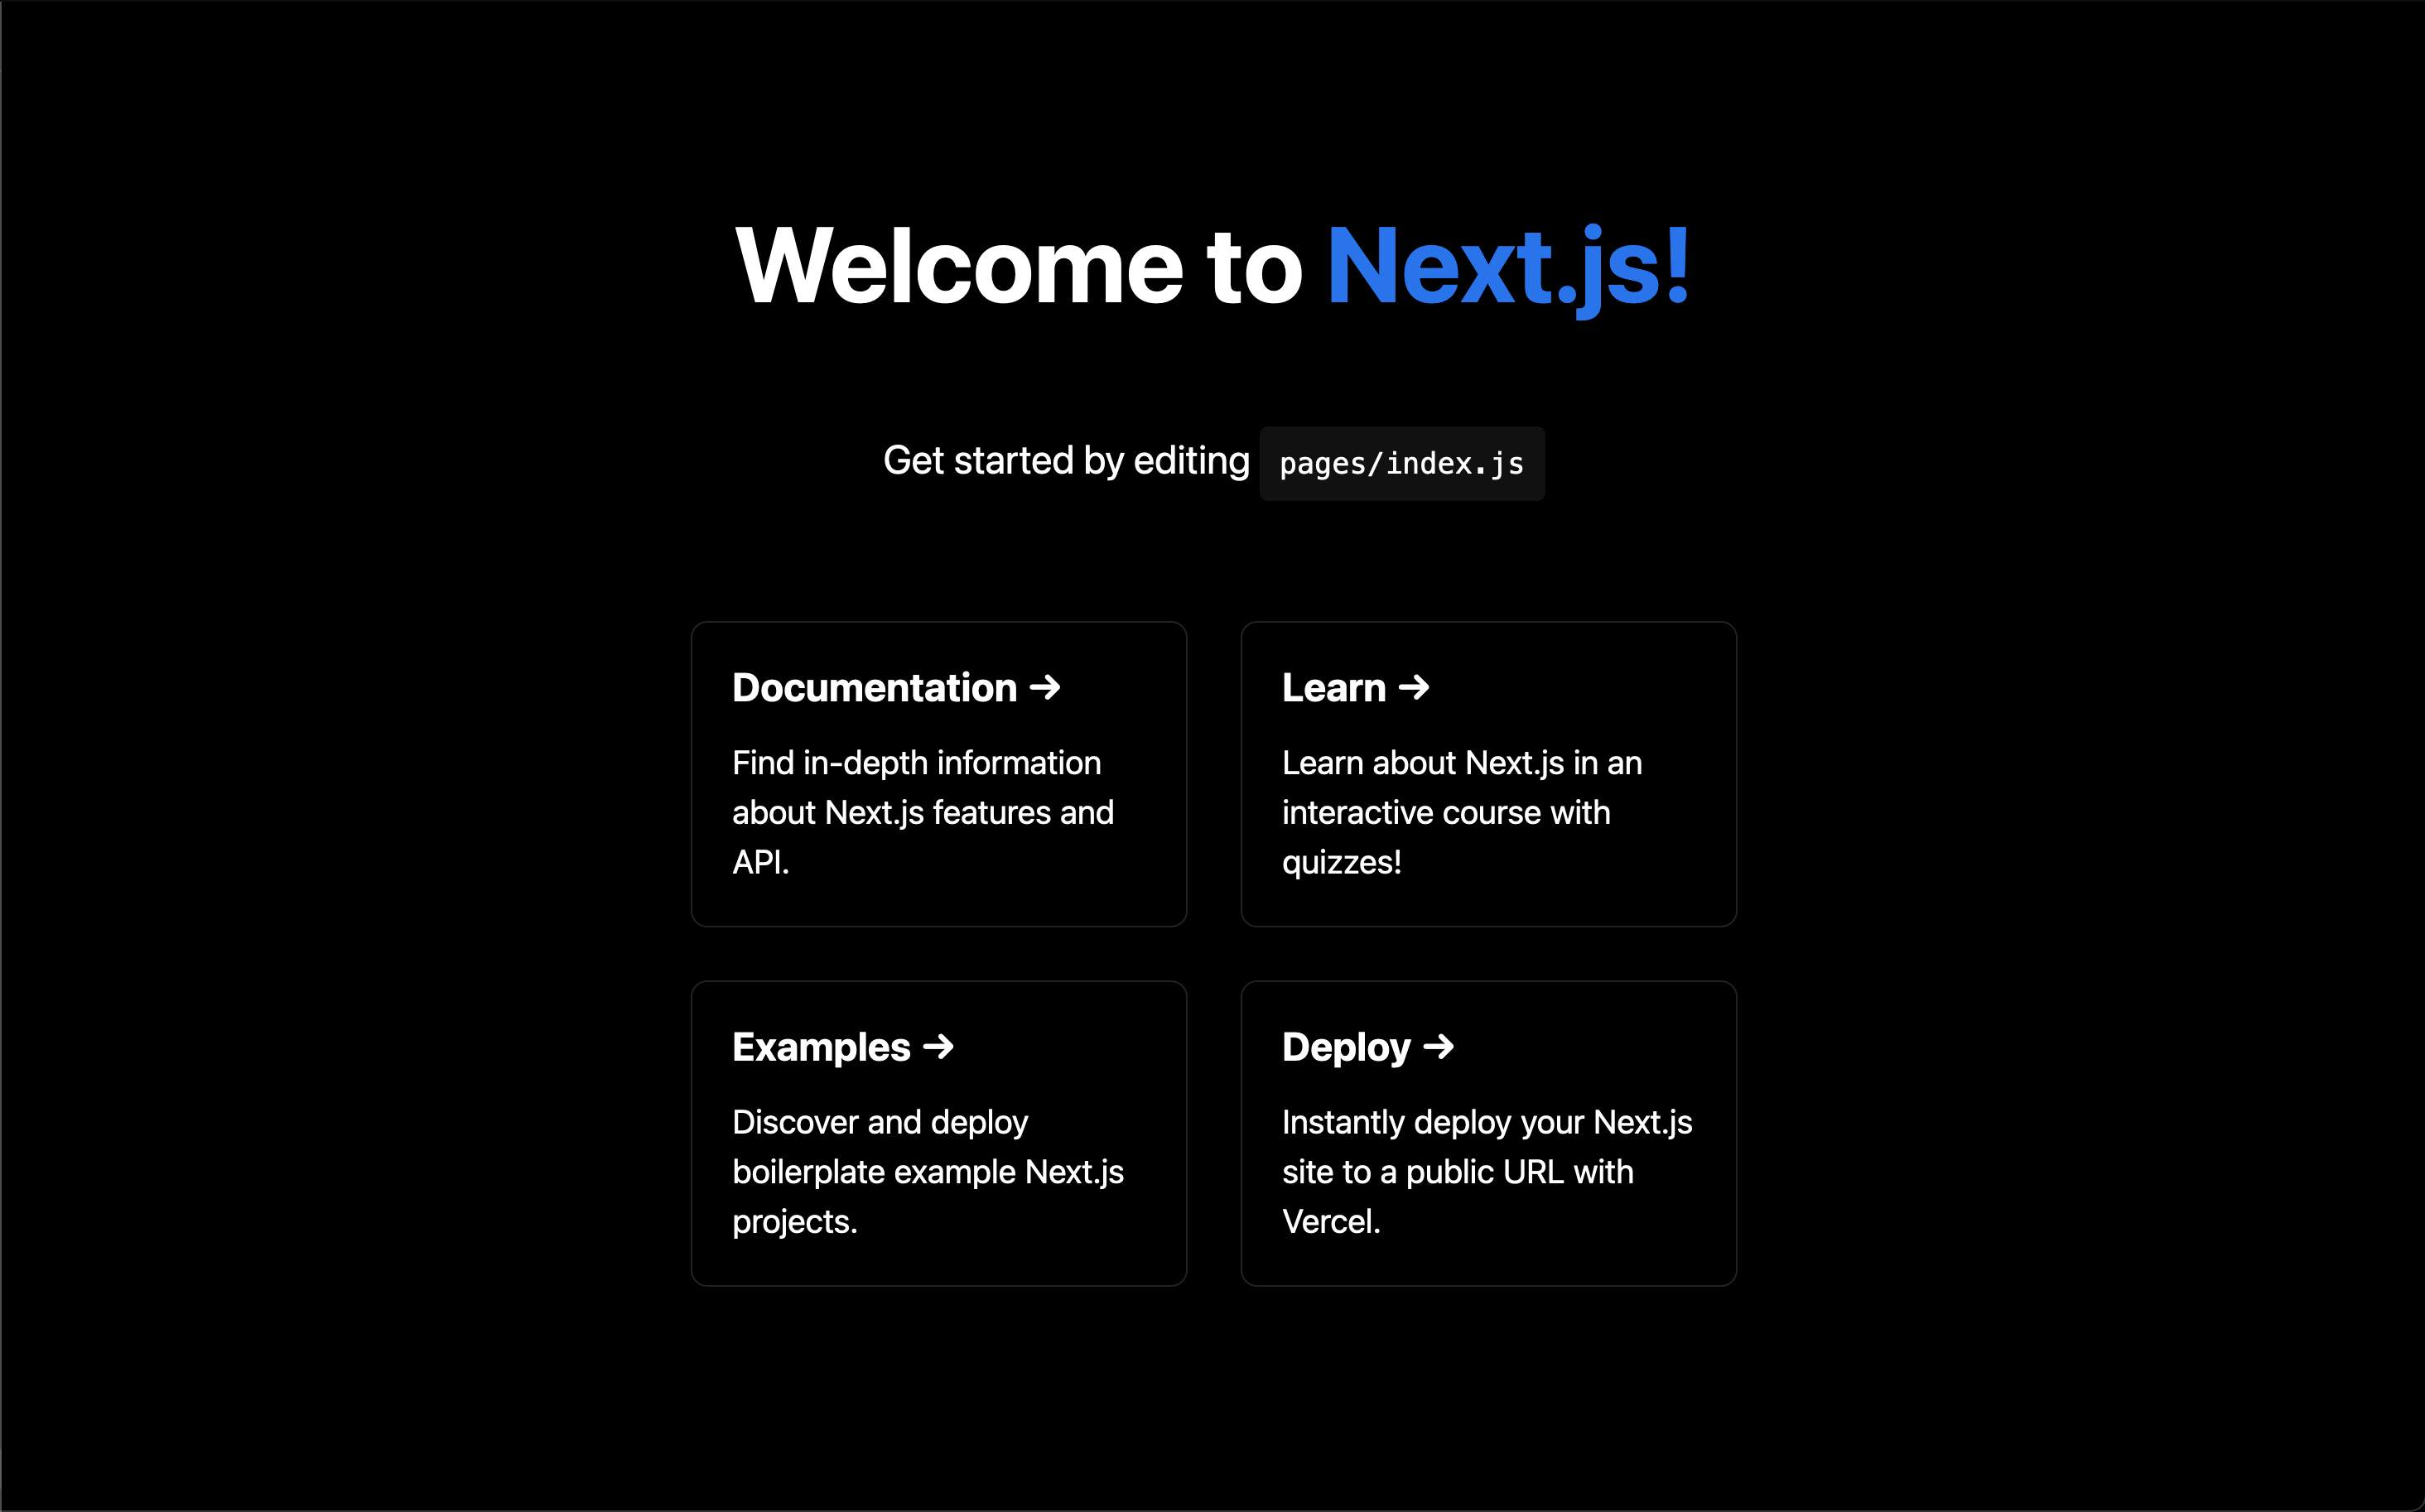 Welcome to Next.js!
Get started by editing pages/index.js
Documentation →
Find in-depth information
about Next.js features and
API.
Learn →
Learn about Next.js in an
interactive course with
quizzes!
Examples →
Discover and deploy
boilerplate example Next.js
projects.
Deploy →
Instantly deploy your Next.js
site to a public URL with
Vercel.